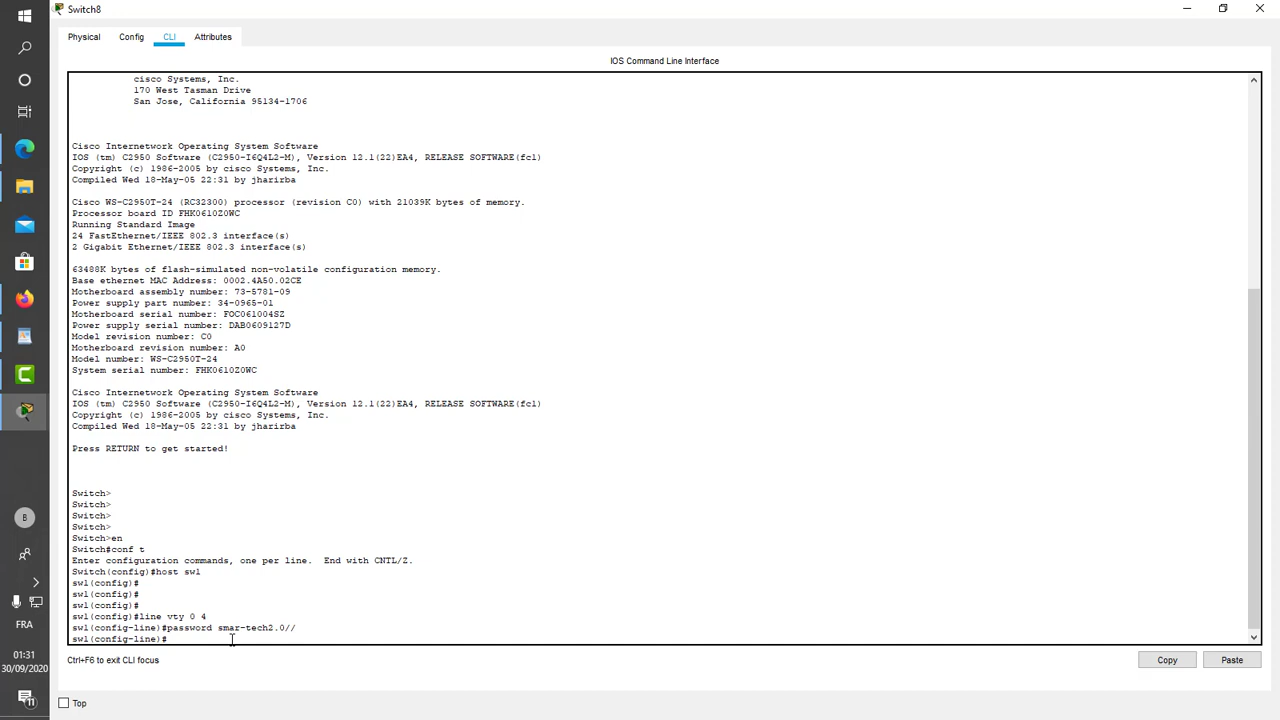 Switch8
Physical Config CLI Attributes
IOS Command Line Interface
cisco Systems, Inc.
170 West Tasman Drive
San Jose, California 95134-1706
Cisco Internetwork Operating System Software
IOS (tm) C2950 Software (C2950-I6Q4L2-M), Version 12.1(22)EA4, RELEASE SOFTWARE(fc1)
Copyright (c) 1986-2005 by cisco Systems, Inc.
Compiled Wed 18-May-05 22:31 by jharirba
Cisco WS-C2950T-24 (RC32300) processor (revision C0) with 21039K bytes of memory.
Processor board ID FHK0610Z0WC
Running Standard Image
24 FastEthernet/IEEE 802.3 interface(s)
2 Gigabit Ethernet/IEEE 802.3 interface(s)
63488K bytes of flash-simulated non-volatile configuration memory.
Base ethernet MAC Address: 0002.4A50.02CE
Motherboard assembly number: 73-5781-09
Power supply part number: 34-0965-01
Motherboard serial number: FOC061004SZ
Power supply serial number: DAB0609127D
Model revision number: C0
Motherboard revision number: A0
Model number: WS-C2950T-24
System serial number: FHK0610Z0WC
Cisco Internetwork Operating System Software
IOS (tm) C2950 Software (C2950-I6Q4L2-M), Version 12.1(22)EA4, RELEASE SOFTWARE(fc1)
Copyright (c) 1986-2005 by cisco Systems, Inc.
Compiled Wed 18-May-05 22:31 by jharirba
Press RETURN to get started!
Switch>
Switch>
Switch>
Switch>
Switch>en
Switch#conf t
Enter configuration commands, one per line. End with CNTL/Z.
Switch(config)#host sw1
sw1(config)#
sw1(config)#
sw1(config)#
sw1(config)#line vty 0 4
sw1(config-line)#password smar-tech2.0//
sw1(config-line)#
Ctrl+F6 to exit CLI focus
Copy Paste
Top
B
FRA
01:31
30/09/2020
11